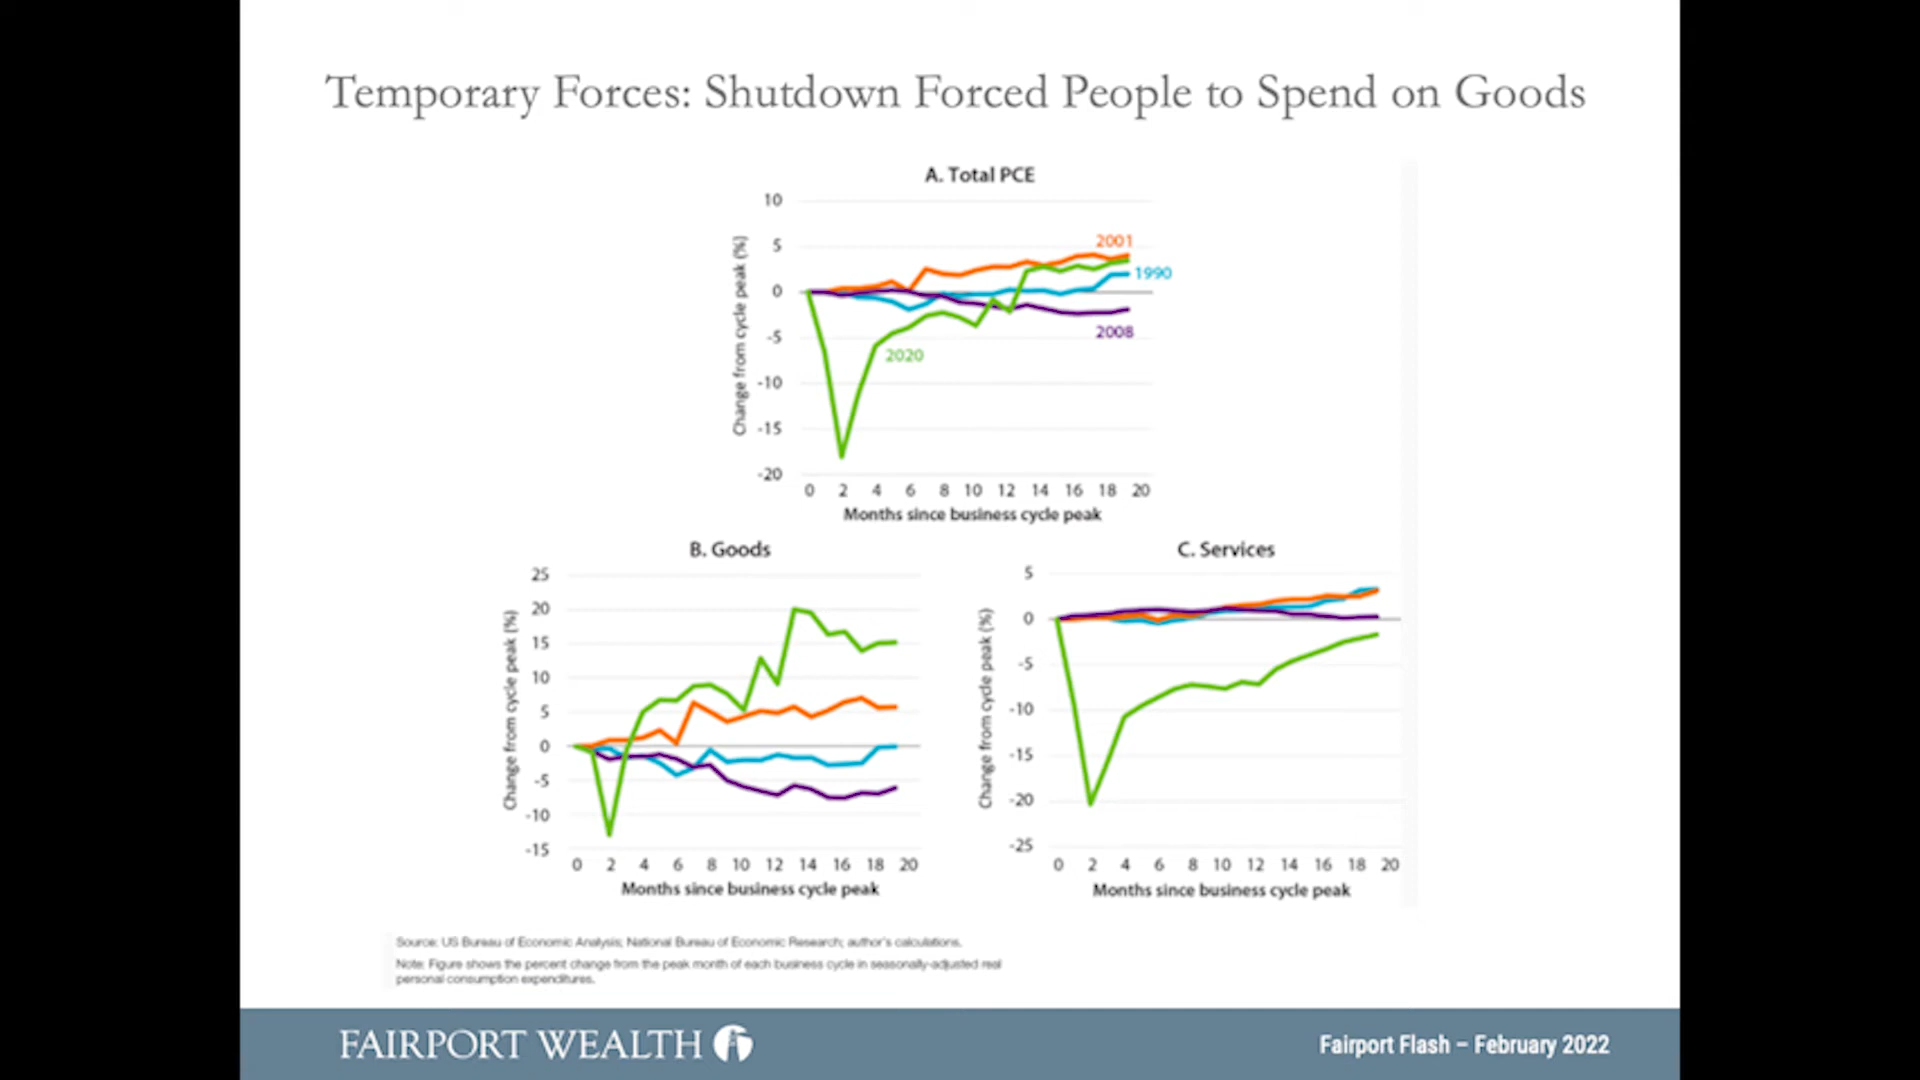 Temporary Forces: Shutdown Forced People to Spend on Goods
A. Total PCE
Change from cycle peak (%)
10
5
0
-5
-10
-15
-20
2001
1990
2008
2020
0 2 4 6 8 10 12 14 16 18 20
Months since business cycle peak
B. Goods
Change from cycle peak (%)
25
20
15
10
5
0
-5
-10
-15
0 2 4 6 8 10 12 14 16 18 20
Months since business cycle peak
C. Services
Change from cycle peak (%)
5
0
-5
-10
-15
-20
-25
0 2 4 6 8 10 12 14 16 18 20
Months since business cycle peak
Source: US Bureau of Economic Analysis; National Bureau of Economic Research; author's calculations.
Note: Figure shows the percent change from the peak month of each business cycle in seasonally-adjusted real
personal consumption expenditures.
FAIRPORT WEALTH
Fairport Flash – February 2022